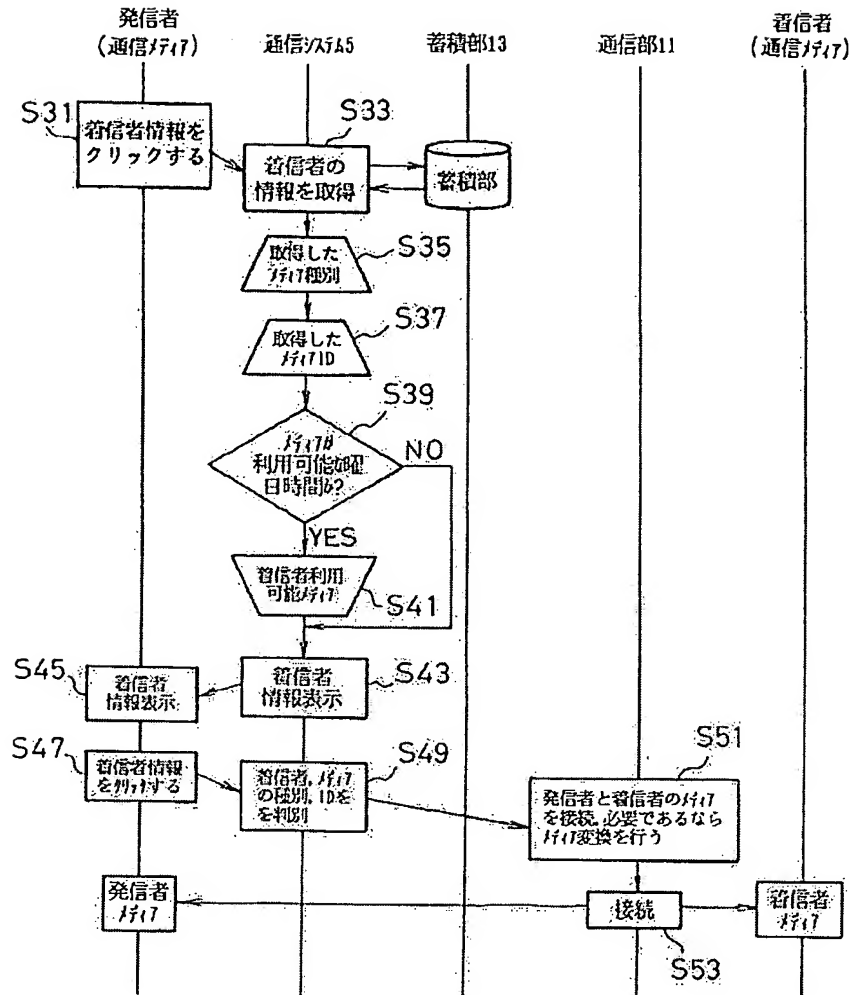 発信者
(通信メディア)
通信システム5
蓄積部13
通信部11
着信者
(通信メディア)
S31
着信者情報を
クリックする
S33
着信者の
情報を取得
蓄積部
取得した
メディア種別
S35
取得した
メディアID
S37
S39
メディアが
利用可能な曜
日時間か?
NO
YES
着信者利用
可能メディア
S41
S45
着信者
情報表示
着信者
情報表示
S43
S47
着信者情報
をクリックする
着信者,メディア
の種別,IDを
を判別
S49
S51
発信者と着信者のメディア
を接続.必要であるなら
メディア変換を行う
発信者
メディア
接続
着信者
メディア
S53